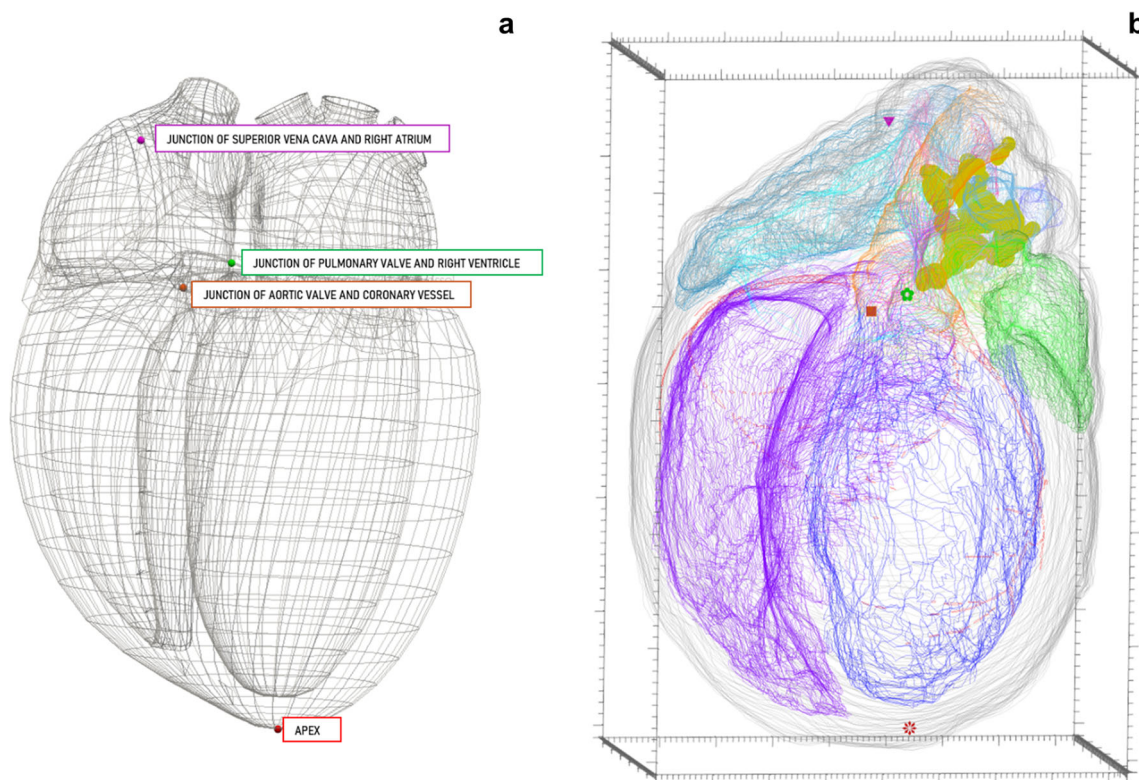 a
b
JUNCTION OF SUPERIOR VENA CAVA AND RIGHT ATRIUM
JUNCTION OF PULMONARY VALVE AND RIGHT VENTRICLE
JUNCTION OF AORTIC VALVE AND CORONARY VESSEL
APEX